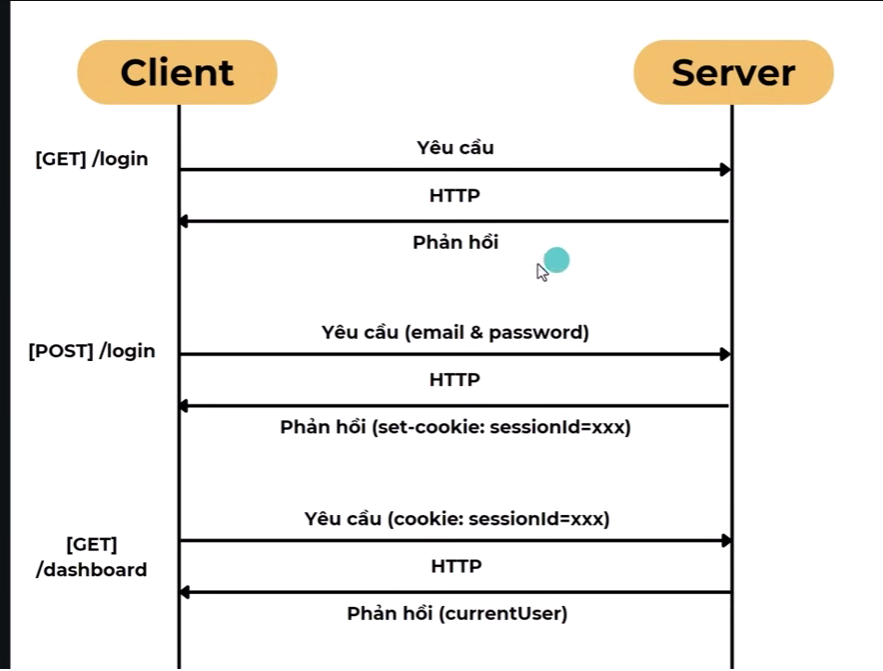 Client
Server
[GET] /login
Yêu cầu
HTTP
Phản hồi
[POST] /login
Yêu cầu (email & password)
HTTP
Phản hồi (set-cookie: sessionId=xxx)
[GET]
/dashboard
Yêu cầu (cookie: sessionId=xxx)
HTTP
Phản hồi (currentUser)